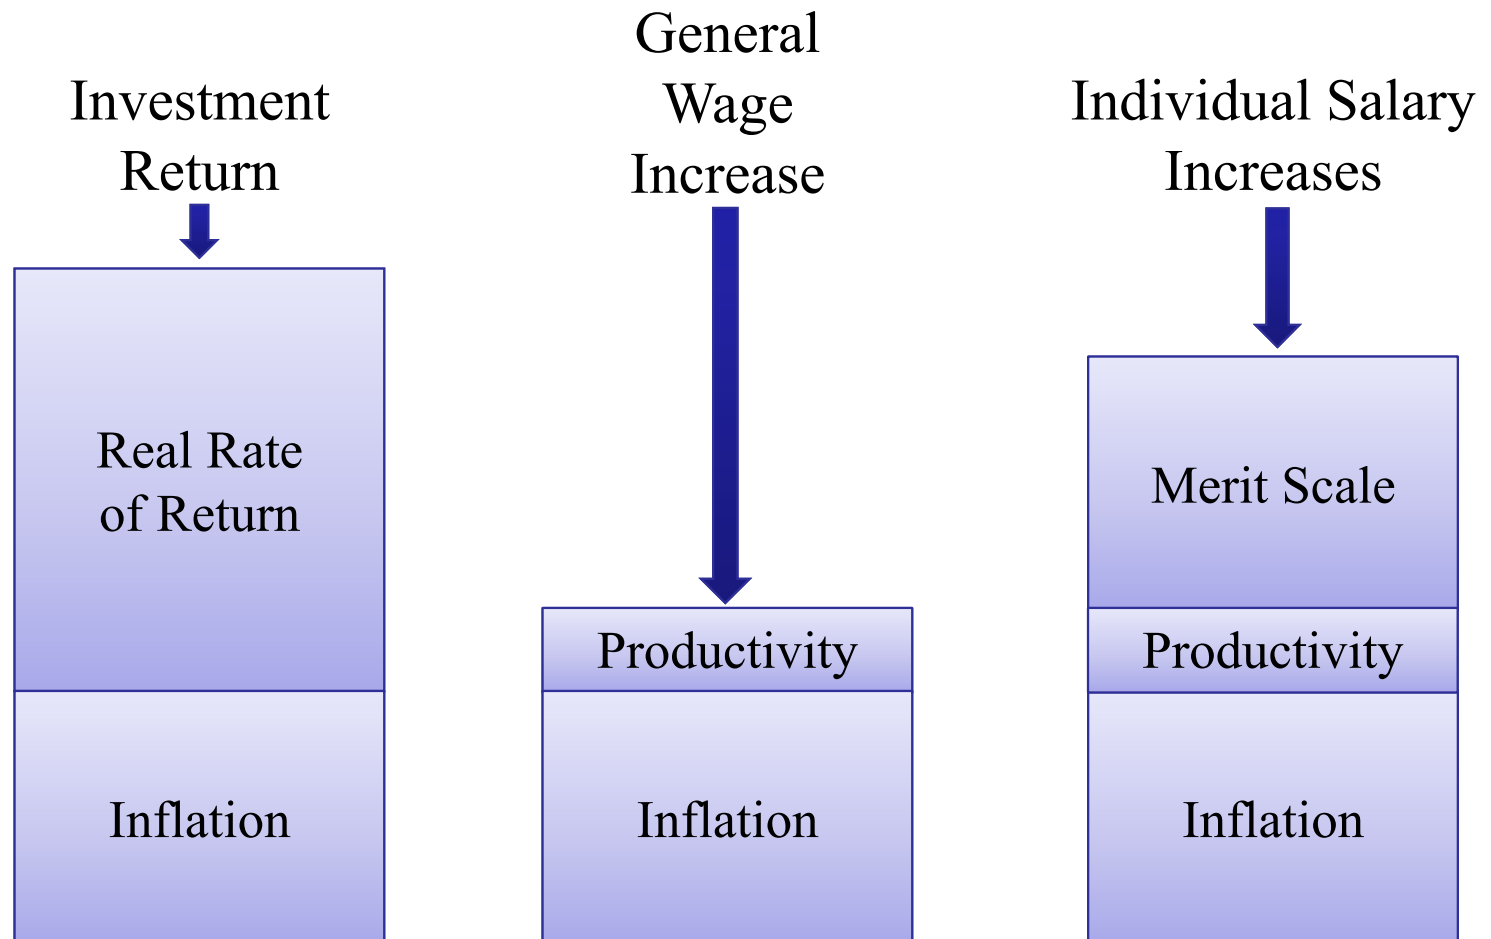 Investment
Return
General
Wage
Increase
Individual Salary
Increases
Real Rate
of Return
Inflation
Productivity
Inflation
Merit Scale
Productivity
Inflation